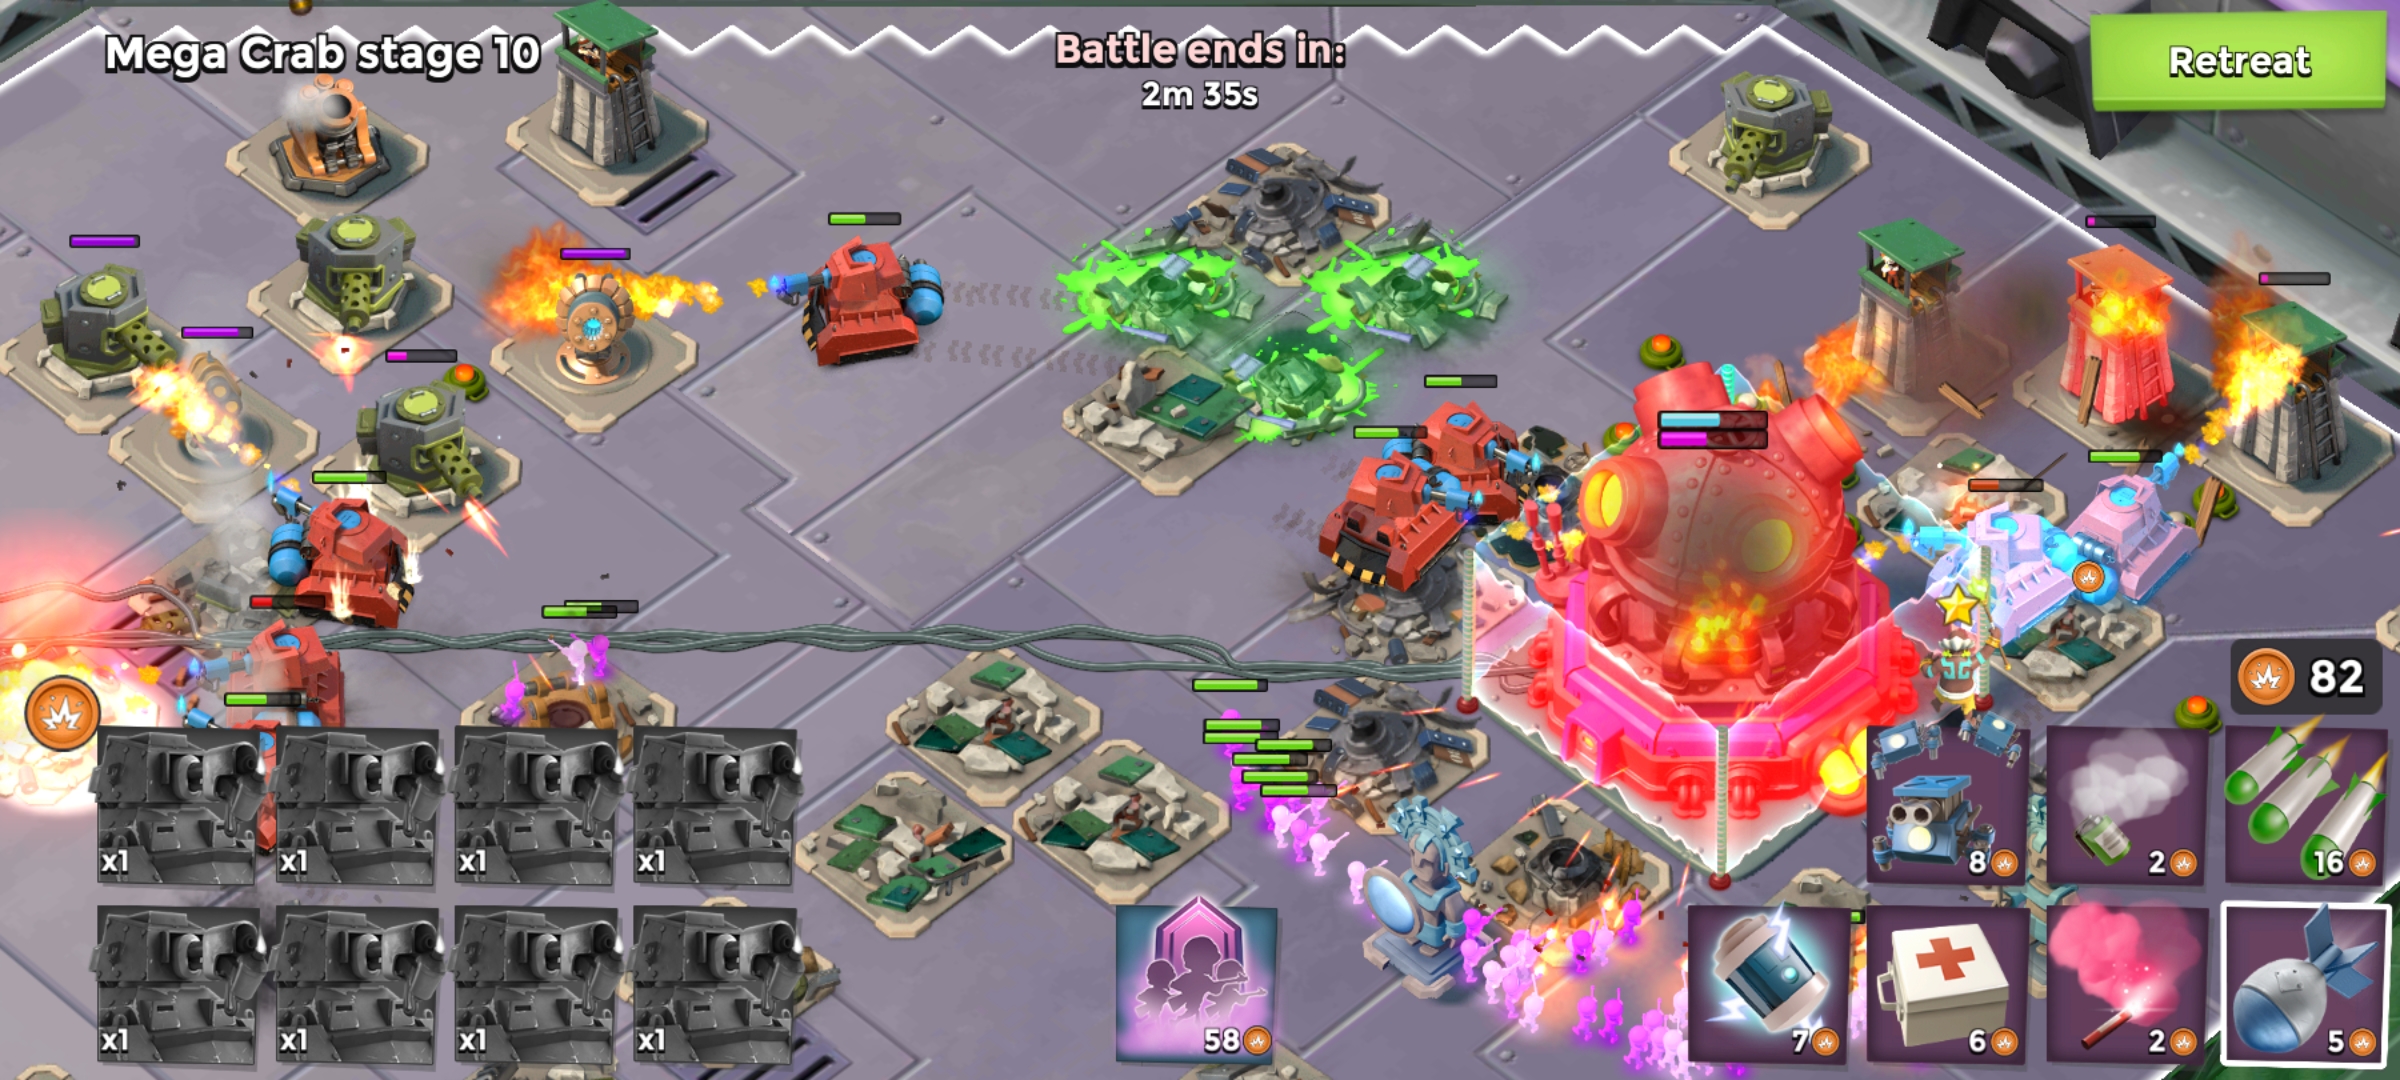 Mega Crab stage 10
Battle ends in:
2m 35s
Retreat
82
x1
x1
x1
x1
8
2
16
x1
x1
x1
x1
58
7
6
2
5